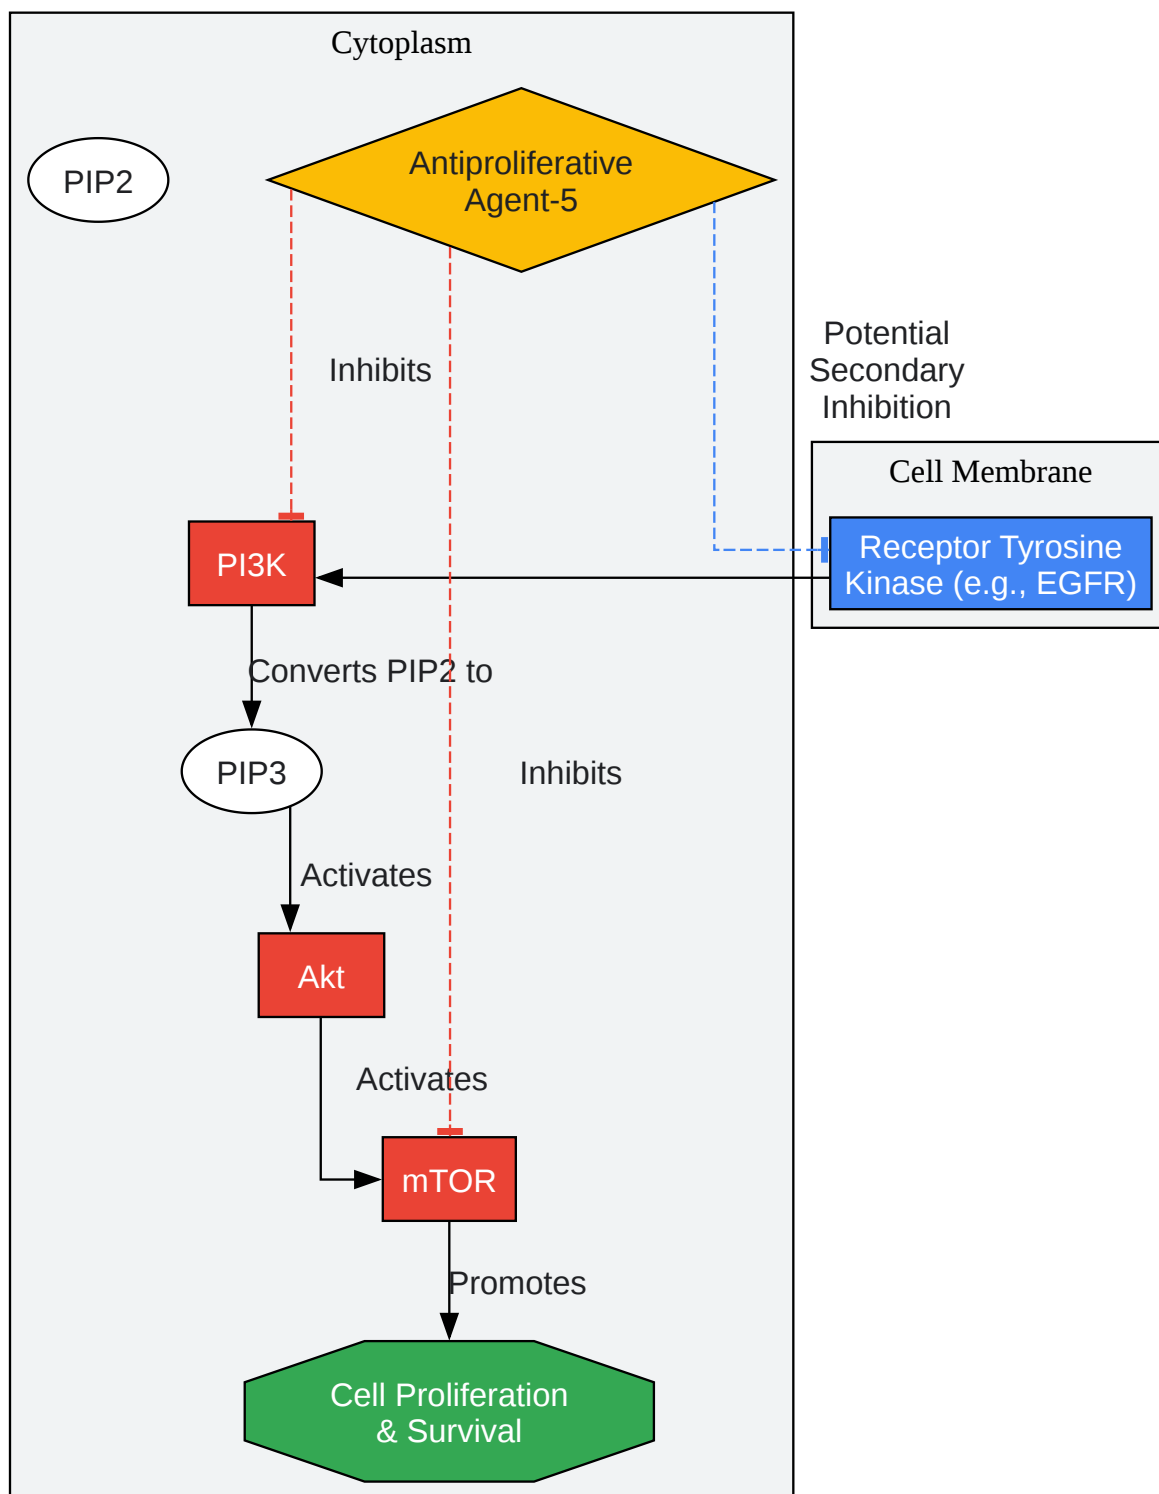 Cytoplasm
PIP2
Antiproliferative
Agent-5
Potential
Secondary
Inhibition
Inhibits
Cell Membrane
Receptor Tyrosine
Kinase (e.g., EGFR)
PI3K
Converts PIP2 to
PIP3
Inhibits
Activates
Akt
Activates
mTOR
Promotes
Cell Proliferation
& Survival